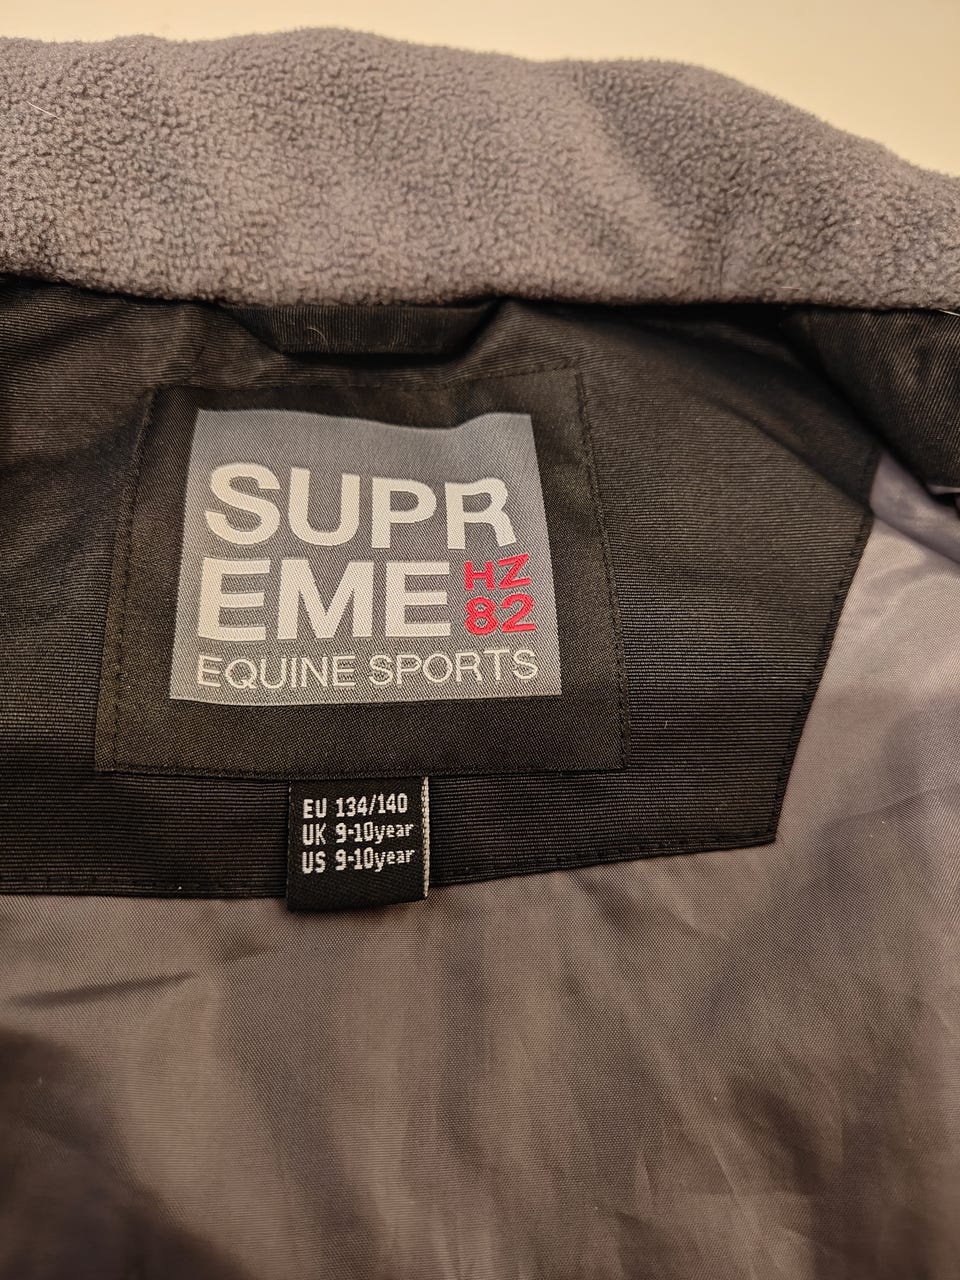 SUPR
EME HZ
82
EQUINE SPORTS
EU 134/140
UK 9-10year
US 9-10year